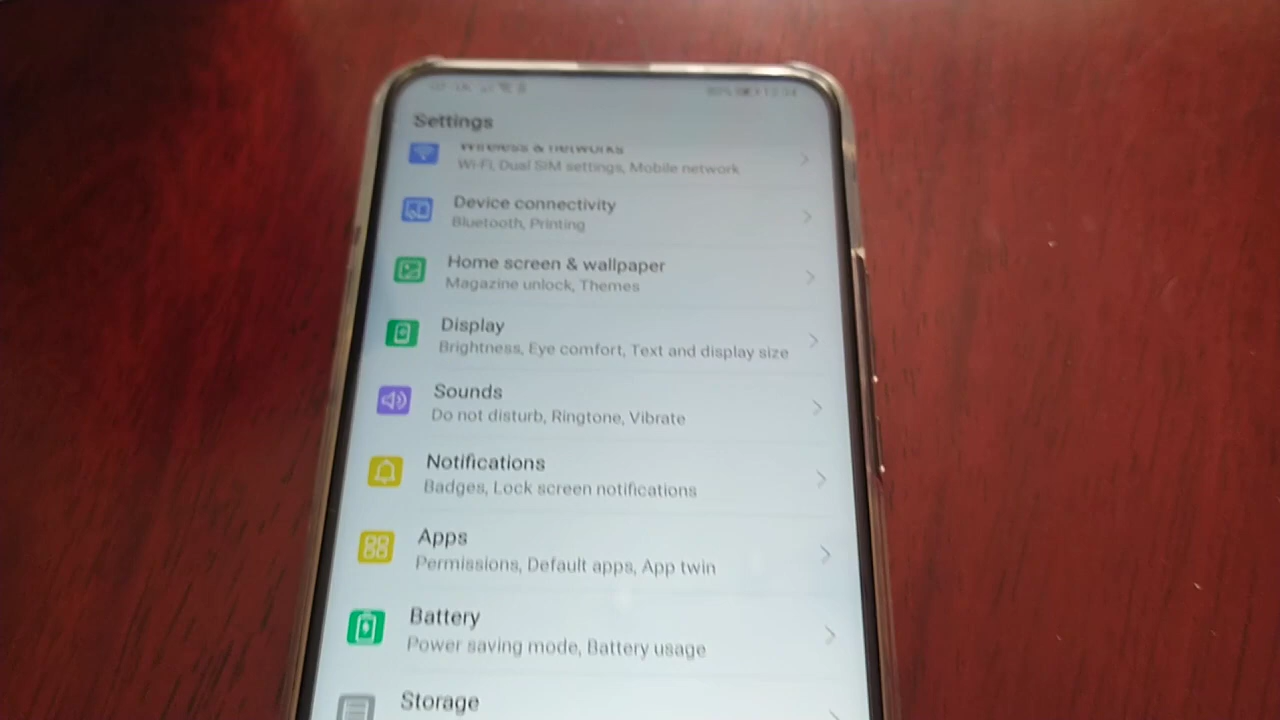 Settings
Wireless & networks
Wi-Fi, Dual SIM settings, Mobile network
Device connectivity
Bluetooth, Printing
Home screen & wallpaper
Magazine unlock, Themes
Display
Brightness, Eye comfort, Text and display size
Sounds
Do not disturb, Ringtone, Vibrate
Notifications
Badges, Lock screen notifications
Apps
Permissions, Default apps, App twin
Battery
Power saving mode, Battery usage
Storage